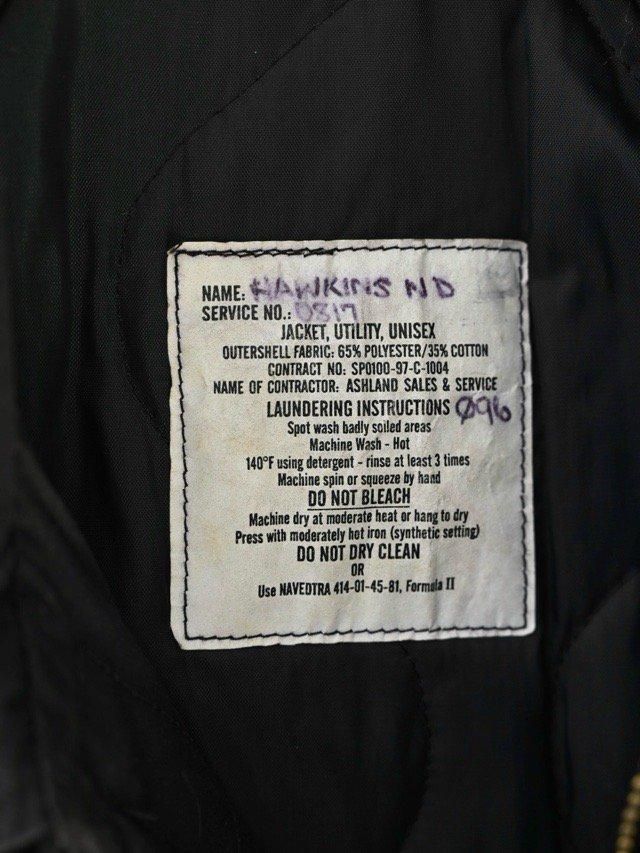 NAME: HAWKINS ND
SERVICE NO.: 0817
JACKET, UTILITY, UNISEX
OUTERSHELL FABRIC: 65% POLYESTER/35% COTTON
CONTRACT NO: SP0100-97-C-1004
NAME OF CONTRACTOR: ASHLAND SALES & SERVICE
LAUNDERING INSTRUCTIONS Ø96
Spot wash badly soiled areas
Machine Wash - Hot
140°F using detergent - rinse at least 3 times
Machine spin or squeeze by hand
DO NOT BLEACH
Machine dry at moderate heat or hang to dry
Press with moderately hot iron (synthetic setting)
DO NOT DRY CLEAN
OR
Use NAVEDTRA 414-01-45-81, Formula II